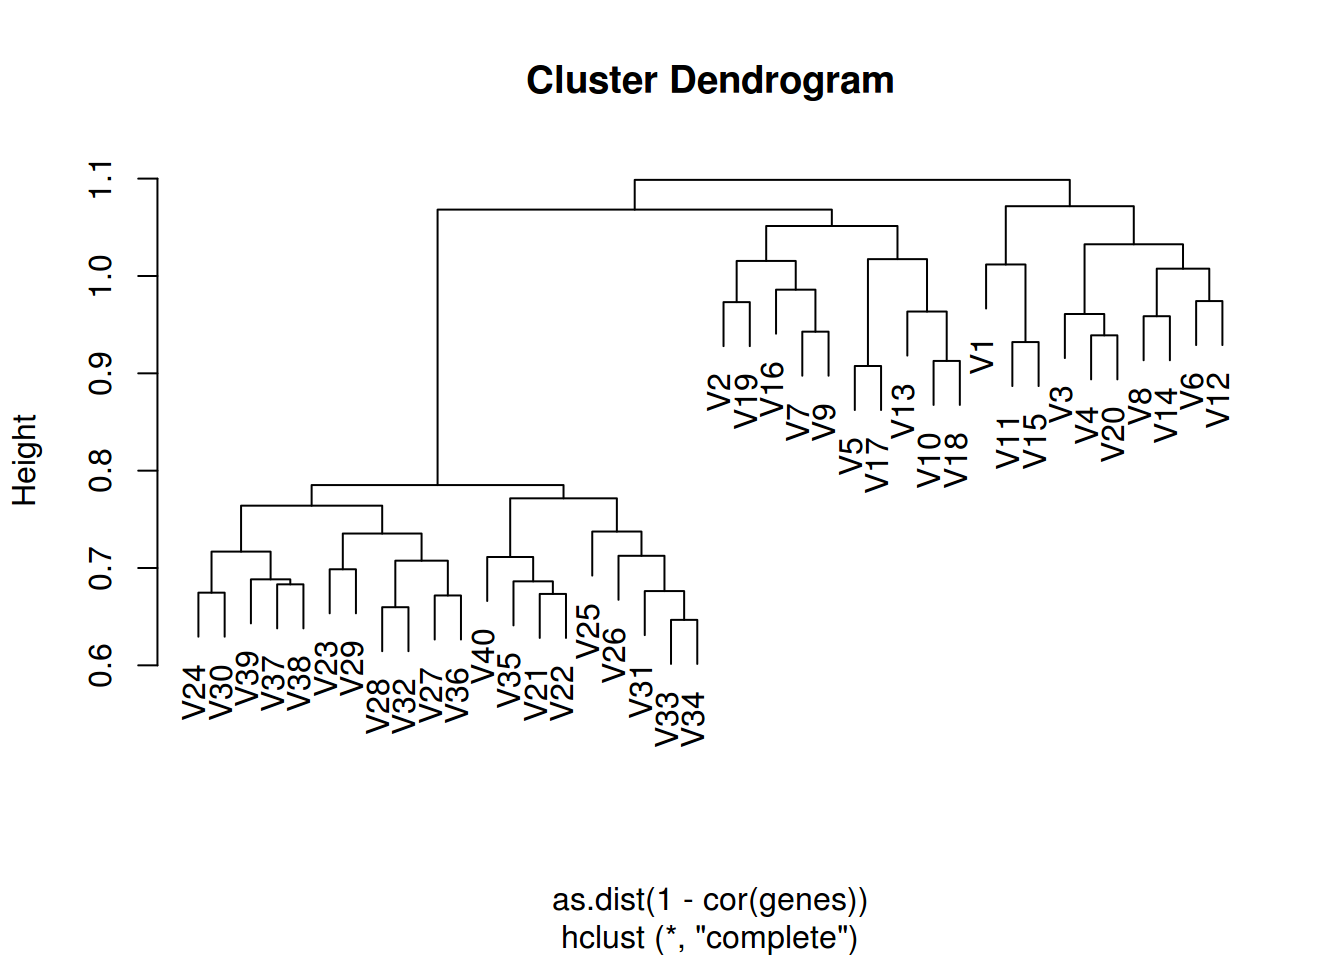 Cluster Dendrogram
Height
1.1
1.0
0.9
0.8
0.7
0.6
V24
V30
V39
V37
V38
V23
V29
V28
V32
V27
V36
V40
V35
V21
V22
V25
V26
V31
V33
V34
V2
V19
V16
V7
V9
V5
V17
V13
V10
V18
V1
V11
V15
V3
V4
V20
V8
V14
V6
V12
as.dist(1 - cor(genes))
hclust (*, "complete")